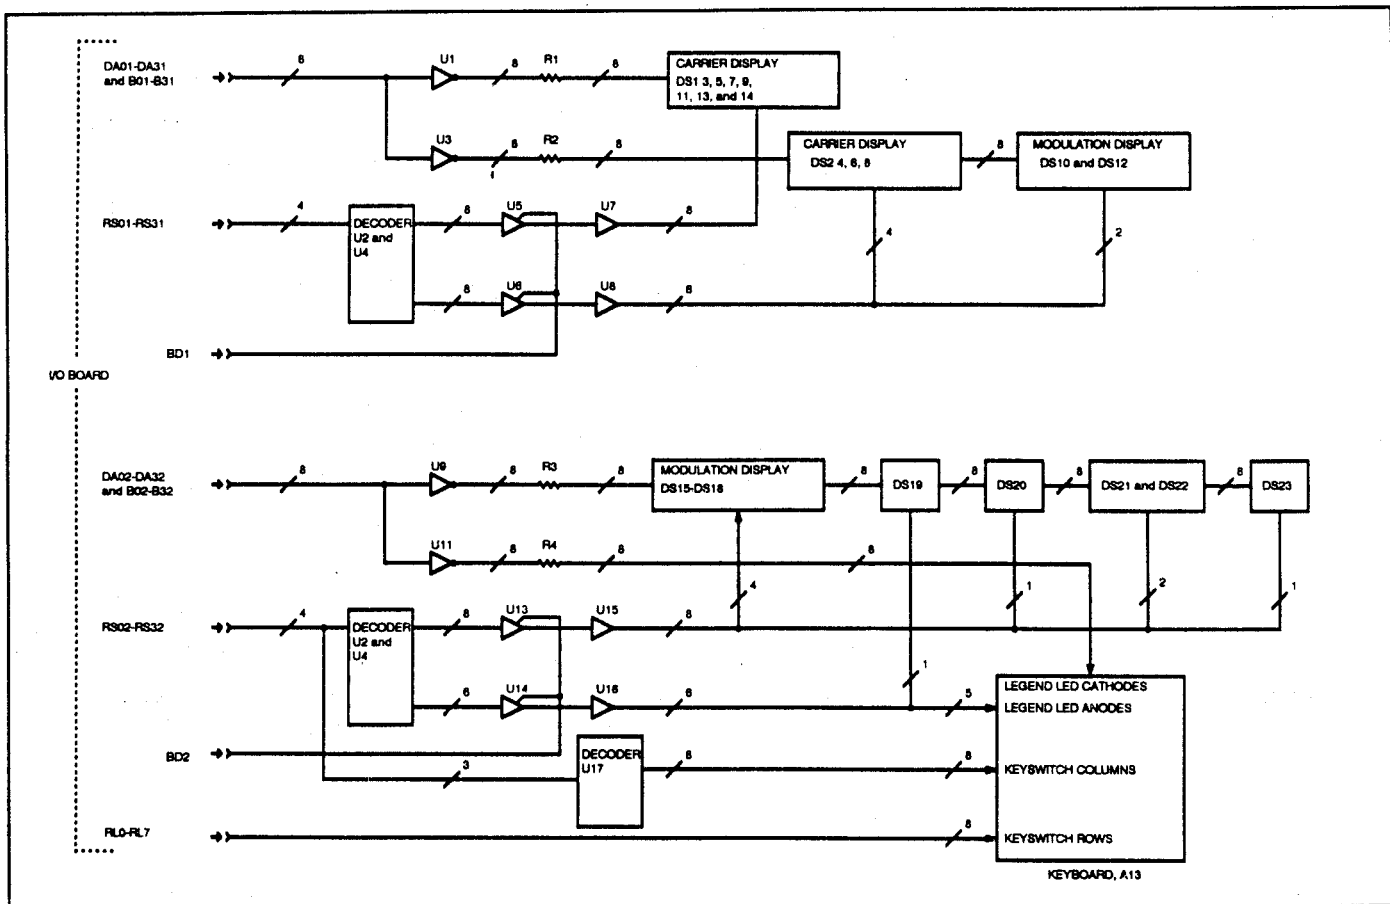 DA01-DA31
and B01-B31
8
U1
8
R1
8
CARRIER DISPLAY
DS1 3, 5, 7, 9,
11, 13, and 14
U3
8
R2
8
CARRIER DISPLAY
DS2 4, 6, 8
8
MODULATION DISPLAY
DS10 and DS12
RS01-RS31
4
DECODER
U2 and
U4
8
U5
U7
8
4
2
8
U6
U8
6
BD1
I/O BOARD
DA02-DA32
and B02-B32
8
U9
8
R3
8
MODULATION DISPLAY
DS15-DS18
8
DS19
8
DS20
8
DS21 and DS22
8
DS23
U11
8
R4
8
8
4
1
2
1
RS02-RS32
4
DECODER
U2 and
U4
8
U13
U15
8
1
6
U14
U16
6
5
LEGEND LED CATHODES
LEGEND LED ANODES
BD2
3
DECODER
U17
8
8
KEYSWITCH COLUMNS
RL0-RL7
8
KEYSWITCH ROWS
KEYBOARD, A13